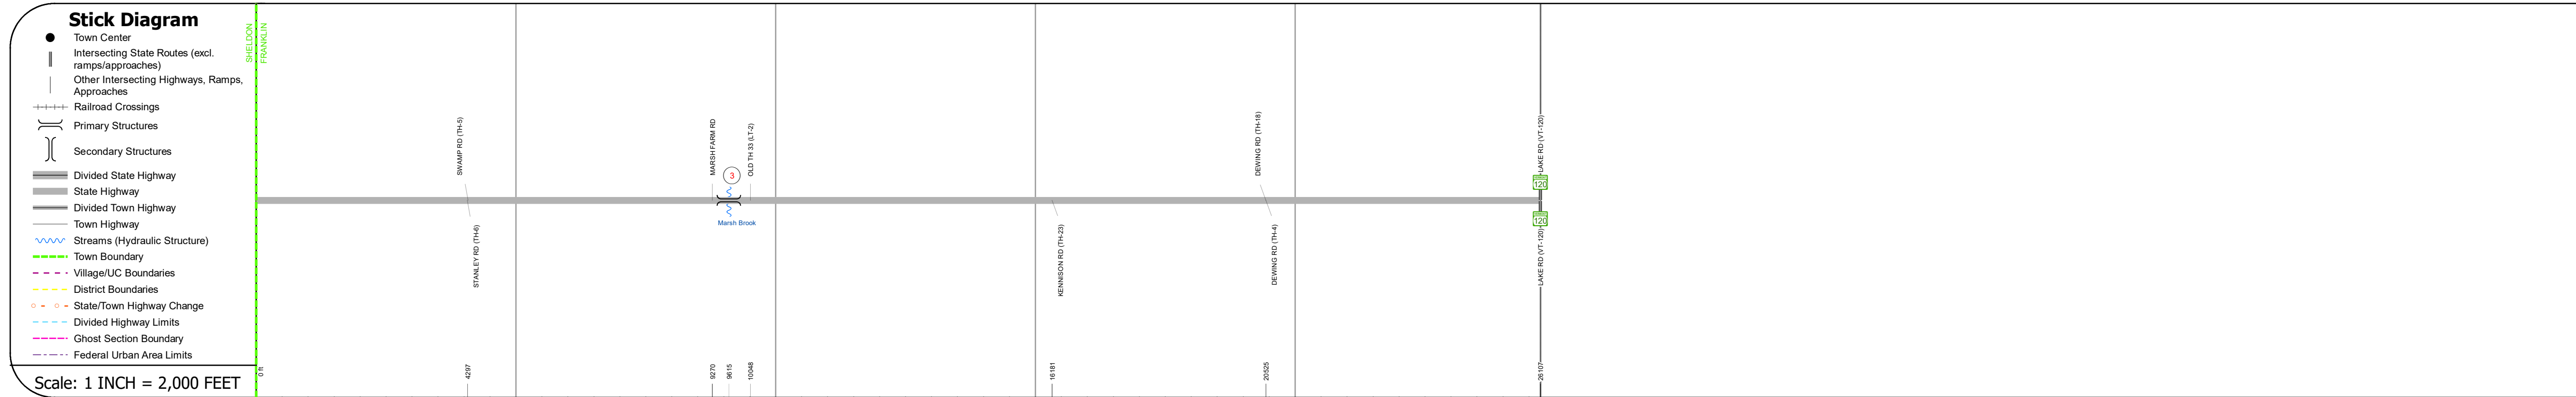 Stick Diagram
Town Center
Intersecting State Routes (excl.
ramps/approaches)
Other Intersecting Highways, Ramps,
Approaches
Railroad Crossings
Primary Structures
Secondary Structures
Divided State Highway
State Highway
Divided Town Highway
Town Highway
Streams (Hydraulic Structure)
Town Boundary
Village/UC Boundaries
District Boundaries
State/Town Highway Change
Divided Highway Limits
Ghost Section Boundary
Federal Urban Area Limits
Scale: 1 INCH = 2,000 FEET
SHELDON
FRANKLIN
SWAMP RD (TH-5)
STANLEY RD (TH-6)
MARSH FARM RD
3
OLD TH 33 (LT-2)
Marsh Brook
KENNISON RD (TH-23)
DEWING RD (TH-18)
DEWING RD (TH-4)
LAKE RD (VT-120)
120
120
LAKE RD (VT-120)
0 ft
4297
9270
9615
10048
16181
20525
26107